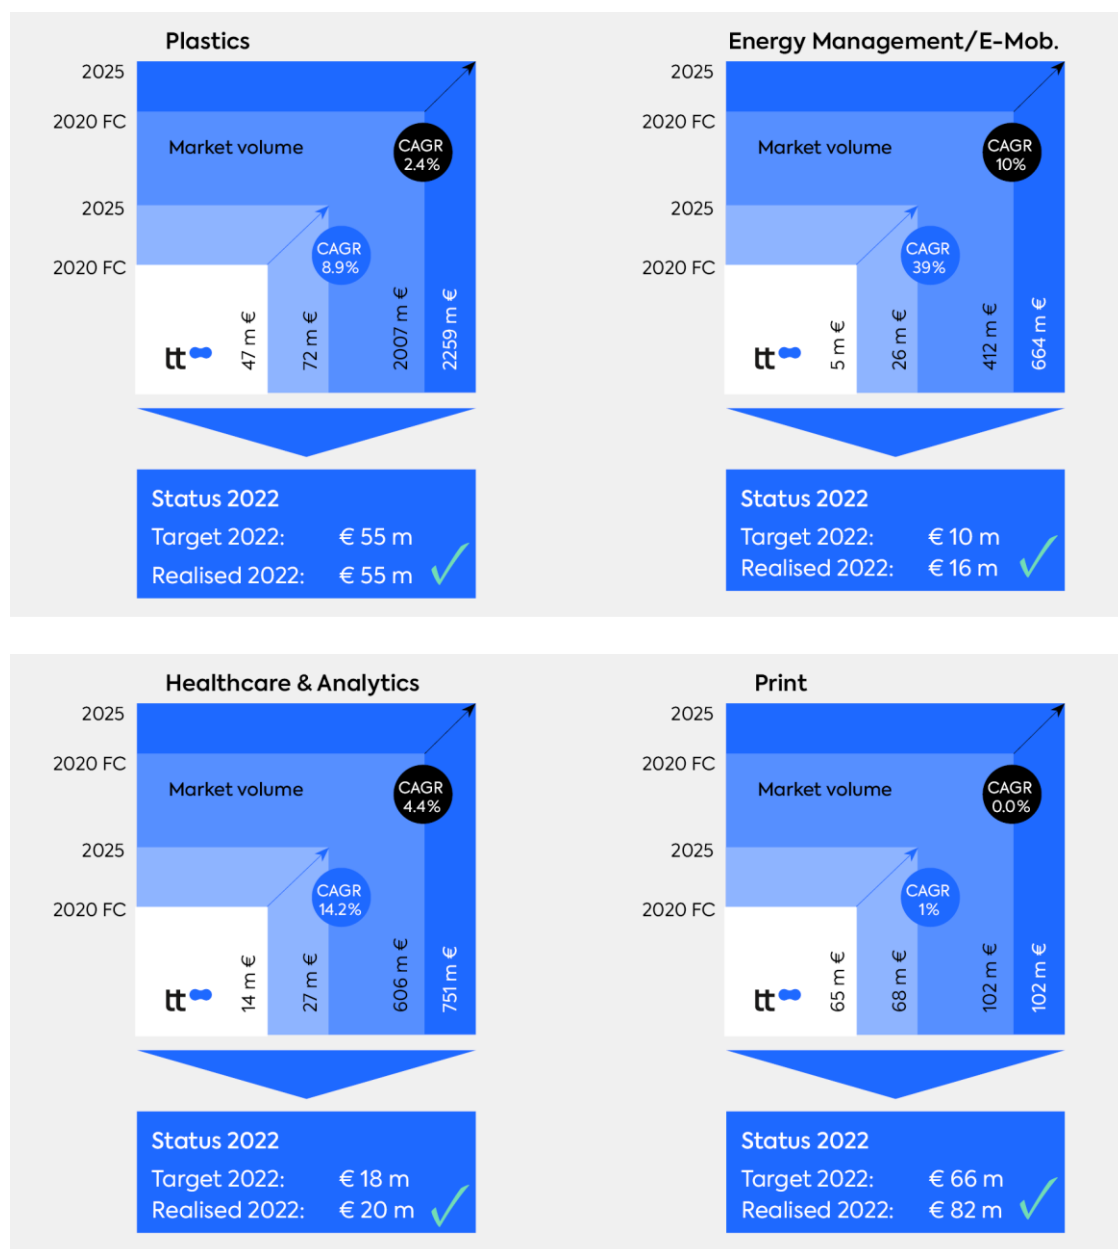 Plastics
2025
2020 FC
Market volume
CAGR
2.4%
2025
2020 FC
CAGR
8.9%
tt
47 m €
72 m €
2007 m €
2259 m €
Status 2022
Target 2022: € 55 m
Realised 2022: € 55 m
Energy Management/E-Mob.
2025
2020 FC
Market volume
CAGR
10%
2025
2020 FC
CAGR
39%
tt
5 m €
26 m €
412 m €
664 m €
Status 2022
Target 2022: € 10 m
Realised 2022: € 16 m
Healthcare & Analytics
2025
2020 FC
Market volume
CAGR
4.4%
2025
2020 FC
CAGR
14.2%
tt
14 m €
27 m €
606 m €
751 m €
Status 2022
Target 2022: € 18 m
Realised 2022: € 20 m
Print
2025
2020 FC
Market volume
CAGR
0.0%
2025
2020 FC
CAGR
1%
tt
65 m €
68 m €
102 m €
102 m €
Status 2022
Target 2022: € 66 m
Realised 2022: € 82 m